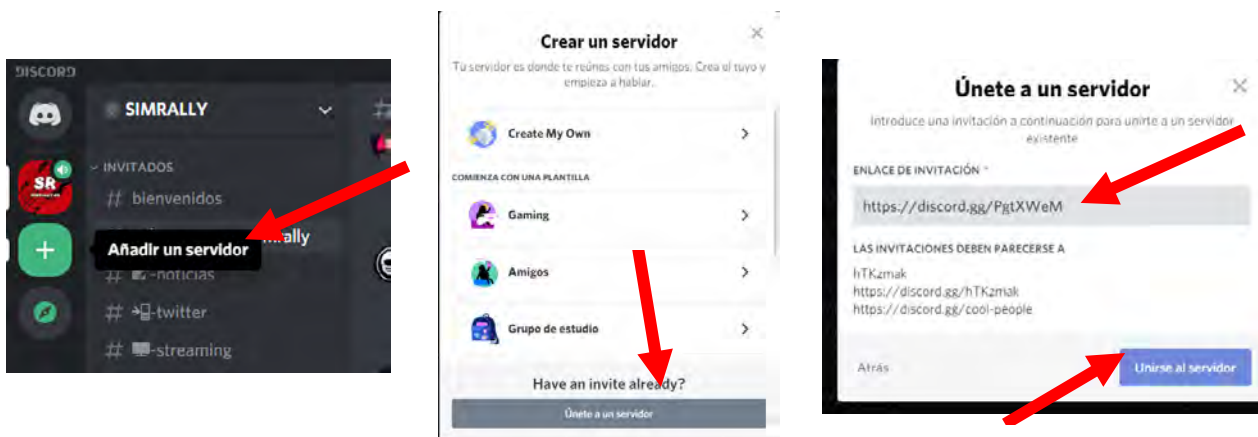 DISCORD
SIMRALLY
INVITADOS
SR
# bienvenidos
Añadir un servidor
mrally
# -noticias
# -twitter
# -streaming
Crear un servidor
Tu servidor es donde te reúnes con tus amigos. Crea el tuyo y
empieza a hablar.
Create My Own
COMIENZA CON UNA PLANTILLA
Gaming
Amigos
Grupo de estudio
Have an invite already?
Únete a un servidor
Únete a un servidor
Introduce una invitación a continuación para unirte a un servidor
existente
ENLACE DE INVITACIÓN *
https://discord.gg/PgtXWeM
LAS INVITACIONES DEBEN PARECERSE A
hTKzmak
https://discord.gg/hTKzmak
https://discord.gg/cool-people
Atrás
Unirse al servidor